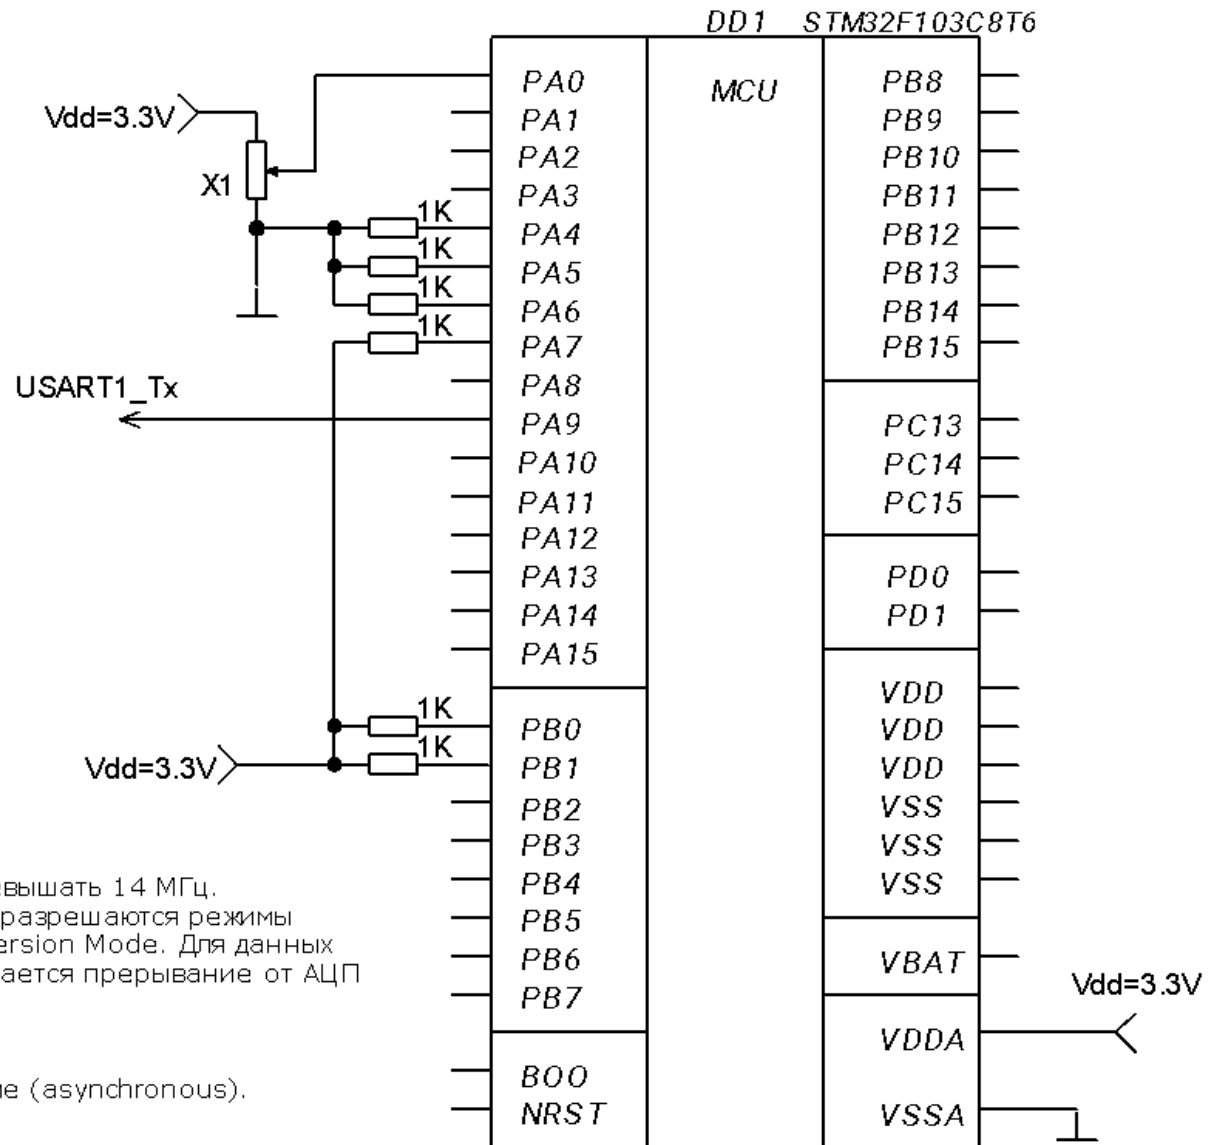 DD1 STM32F103C8T6
MCU
Vdd=3.3V
X1
1K
1K
1K
1K
USART1_Tx
PA0
PA1
PA2
PA3
PA4
PA5
PA6
PA7
PA8
PA9
PA10
PA11
PA12
PA13
PA14
PA15
1K
1K
Vdd=3.3V
PB0
PB1
PB2
PB3
PB4
PB5
PB6
PB7
BOO
NRST
PB8
PB9
PB10
PB11
PB12
PB13
PB14
PB15
PC13
PC14
PC15
PD0
PD1
VDD
VDD
VDD
VSS
VSS
VSS
VBAT
VDDA
VSSA
Vdd=3.3V
евышать 14 МГц.
разрешаются режимы
ersion Mode. Для данных
ается прерывание от АЦП
ие (asynchronous).